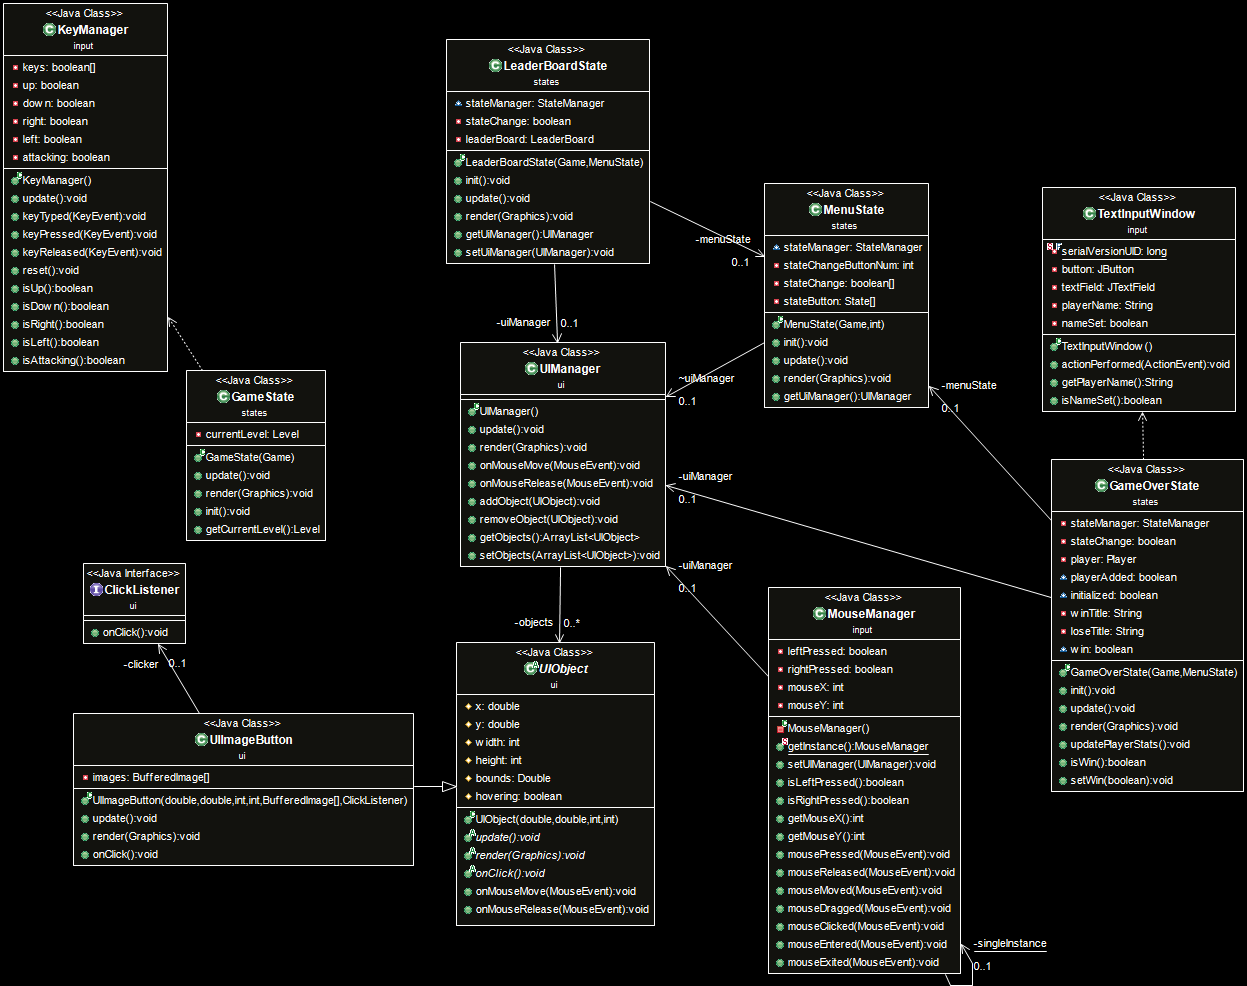 <<Java Class>>
KeyManager
input
keys: boolean[]
up: boolean
down: boolean
right: boolean
left: boolean
attacking: boolean
KeyManager()
update():void
keyTyped(KeyEvent):void
keyPressed(KeyEvent):void
keyReleased(KeyEvent):void
reset():void
isUp():boolean
isDown():boolean
isRight():boolean
isLeft():boolean
isAttacking():boolean
<<Java Class>>
GameState
states
currentLevel: Level
GameState(Game)
update():void
render(Graphics):void
init():void
getCurrentLevel():Level
<<Java Interface>>
ClickListener
ui
onClick():void
-clicker
0..1
<<Java Class>>
UIImageButton
ui
images: BufferedImage[]
UIImageButton(double,double,int,int,BufferedImage[],ClickListener)
update():void
render(Graphics):void
onClick():void
<<Java Class>>
LeaderBoardState
states
stateManager: StateManager
stateChange: boolean
leaderBoard: LeaderBoard
LeaderBoardState(Game,MenuState)
init():void
update():void
render(Graphics):void
getUiManager():UIManager
setUiManager(UIManager):void
-menuState
0..1
-uiManager
0..1
<<Java Class>>
UIManager
ui
UIManager()
update():void
render(Graphics):void
onMouseMove(MouseEvent):void
onMouseRelease(MouseEvent):void
addObject(UIObject):void
removeObject(UIObject):void
getObjects():ArrayList<UIObject>
setObjects(ArrayList<UIObject>):void
-objects
0..*
<<Java Class>>
UIObject
ui
x: double
y: double
width: int
height: int
bounds: Double
hovering: boolean
UIObject(double,double,int,int)
update():void
render(Graphics):void
onClick():void
onMouseMove(MouseEvent):void
onMouseRelease(MouseEvent):void
<<Java Class>>
MenuState
states
stateManager: StateManager
stateChangeButtonNum: int
stateChange: boolean[]
stateButton: State[]
MenuState(Game,int)
init():void
update():void
render(Graphics):void
getUiManager():UIManager
~uiManager
0..1
-menuState
0..1
-uiManager
0..1
-uiManager
0..1
<<Java Class>>
MouseManager
input
leftPressed: boolean
rightPressed: boolean
mouseX: int
mouseY: int
MouseManager()
getInstance():MouseManager
setUIManager(UIManager):void
isLeftPressed():boolean
isRightPressed():boolean
getMouseX():int
getMouseY():int
mousePressed(MouseEvent):void
mouseReleased(MouseEvent):void
mouseMoved(MouseEvent):void
mouseDragged(MouseEvent):void
mouseClicked(MouseEvent):void
mouseEntered(MouseEvent):void
mouseExited(MouseEvent):void
-singleInstance
0..1
<<Java Class>>
TextInputWindow
input
serialVersionUID: long
button: JButton
textField: JTextField
playerName: String
nameSet: boolean
TextInputWindow()
actionPerformed(ActionEvent):void
getPlayerName():String
isNameSet():boolean
<<Java Class>>
GameOverState
states
stateManager: StateManager
stateChange: boolean
player: Player
playerAdded: boolean
initialized: boolean
winTitle: String
loseTitle: String
win: boolean
GameOverState(Game,MenuState)
init():void
update():void
render(Graphics):void
updatePlayerStats():void
isWin():boolean
setWin(boolean):void